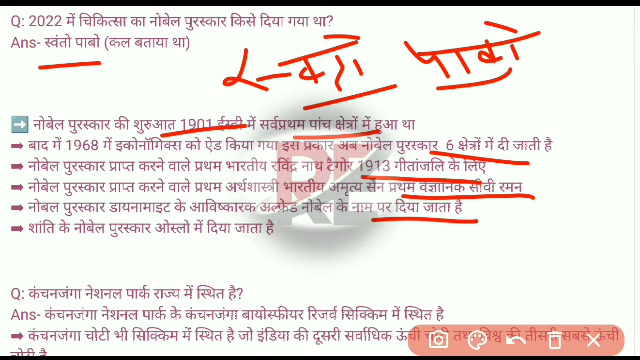 Q: 2022 में चिकित्सा का नोबेल पुरस्कार किसे दिया गया था?
Ans- स्वंतो पाबो (कल बताया था)
पाबो
➡ नोबेल पुरस्कार की शुरुआत 1901 ईस्वी में सर्वप्रथम पांच क्षेत्रों में हुआ था
➡ बाद में 1968 में इकोनॉमिक्स को ऐड किया गया इस प्रकार अब नोबेल पुरस्कार 6 क्षेत्रों में दी जाती है
➡ नोबेल पुरस्कार प्राप्त करने वाले प्रथम भारतीय रविंद्र नाथ टैगोर 1913 गीतांजलि के लिए
➡ नोबेल पुरस्कार प्राप्त करने वाले प्रथम अर्थशास्त्री भारतीय अमृत्य सेन प्रथम वैज्ञानिक सीवी रमन
➡ नोबल पुरस्कार डायनामाइट के आविष्कारक अल्फ्रेड नोबेल के नाम पर दिया जाता है
➡ शांति के नोबेल पुरस्कार ओस्लो में दिया जाता है
Q: कंचनजंगा नेशनल पार्क राज्य में स्थित है?
Ans- कंचनजंगा नेशनल पार्क के कंचनजंगा बायोस्फीयर रिजर्व सिक्किम में स्थित है
➡ कंचनजंगा चोटी भी सिक्किम में स्थित है जो इंडिया की दूसरी सर्वाधिक ऊंची चोटी तथा विश्व की तीसरी सबसे ऊंची
चोटी है